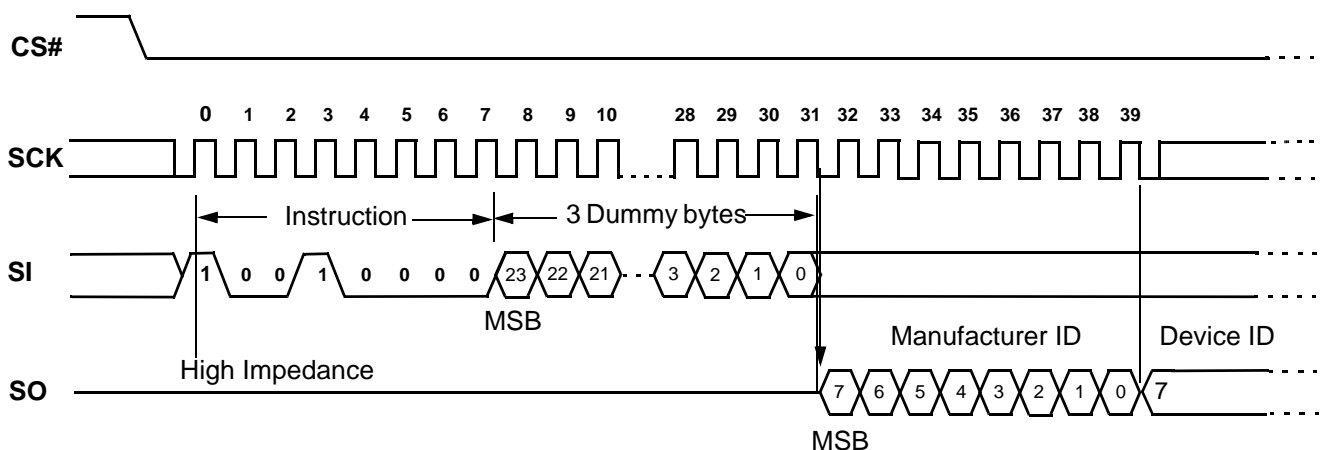 CS#
0 1 2 3 4 5 6 7 8 9 10 28 29 30 31 32 33 34 35 36 37 38 39
SCK
Instruction 3 Dummy bytes
SI 1 0 0 1 0 0 0 0 23 22 21 3 2 1 0
MSB
Manufacturer ID Device ID
High Impedance
SO 7 6 5 4 3 2 1 0 7
MSB